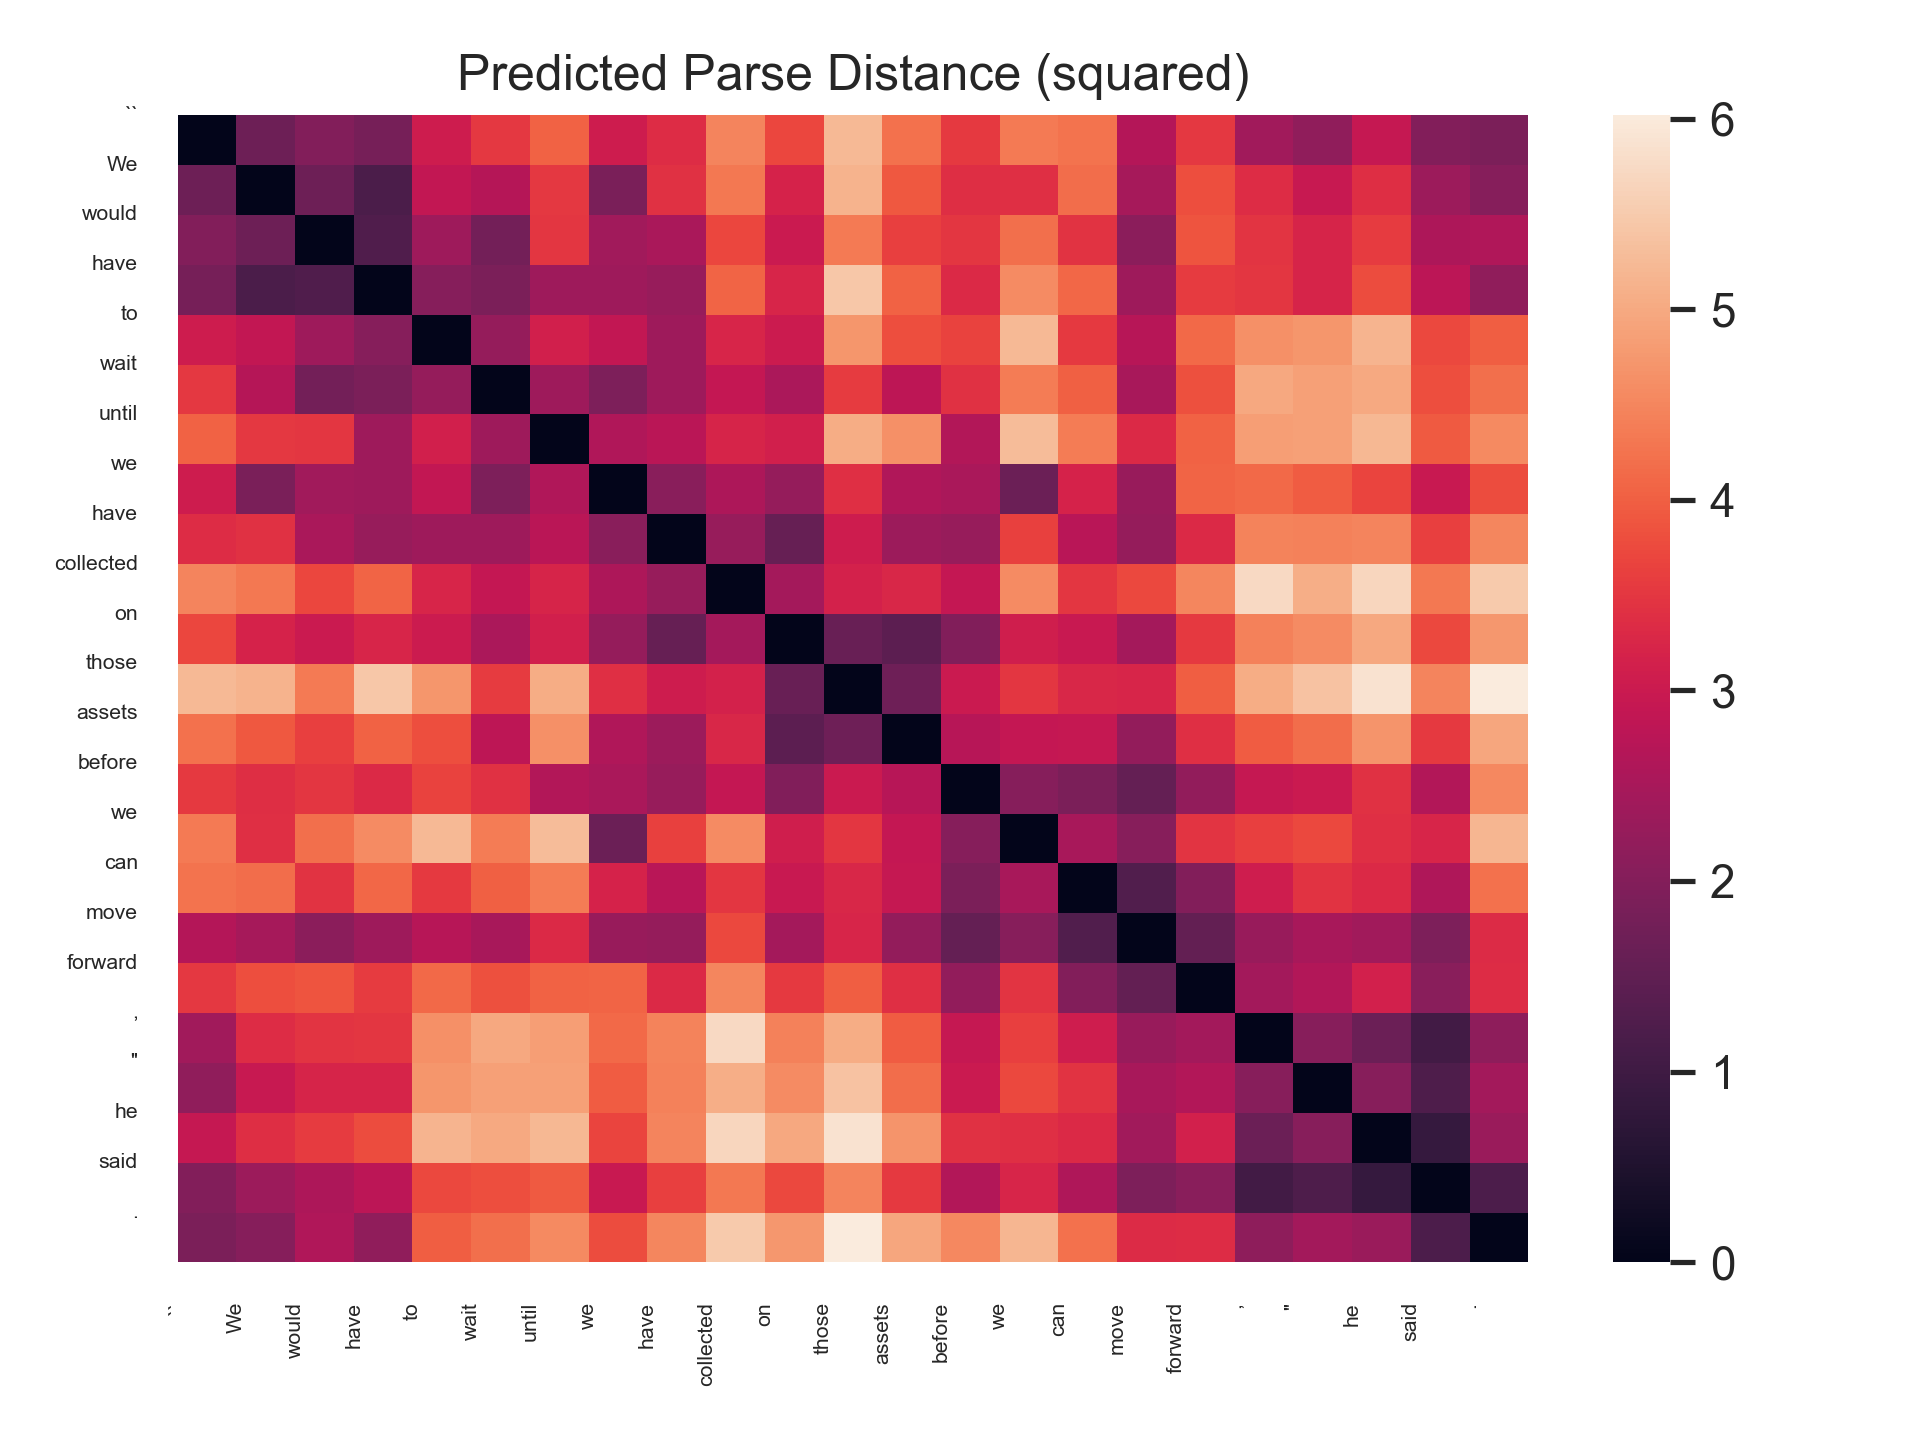 Predicted Parse Distance (squared)
``
We
would
have
to
wait
until
we
have
collected
on
those
assets
before
we
can
move
forward
,
"
he
said
.
6
5
4
3
2
1
0
``
We
would
have
to
wait
until
we
have
collected
on
those
assets
before
we
can
move
forward
,
"
he
said
.